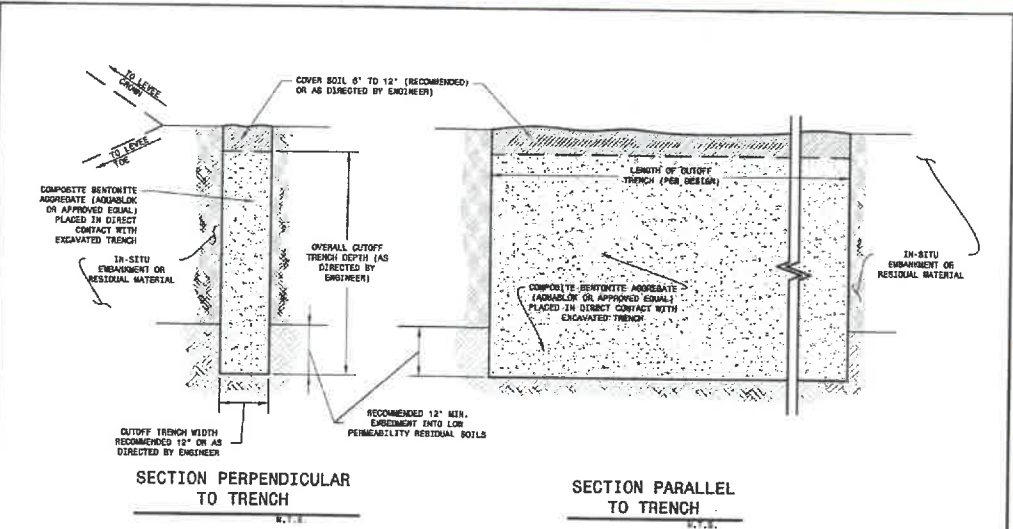 TO LEVEE
CROWN
TO LEVEE
TOE
COVER SOIL 6" TO 12" (RECOMMENDED)
OR AS DIRECTED BY ENGINEER)
COMPOSITE BENTONITE
AGGREGATE (AQUABLOK
OR APPROVED EQUAL)
PLACED IN DIRECT
CONTACT WITH
EXCAVATED TRENCH
IN-SITU
EMBANKMENT OR
RESIDUAL MATERIAL
OVERALL CUTOFF
TRENCH DEPTH (AS
DIRECTED BY
ENGINEER)
CUTOFF TRENCH WIDTH
RECOMMENDED 12" OR AS
DIRECTED BY ENGINEER
RECOMMENDED 12" MIN.
EMBEDMENT INTO LOW
PERMEABILITY RESIDUAL SOILS
SECTION PERPENDICULAR
TO TRENCH
N.T.S.
LENGTH OF CUTOFF
TRENCH (PER DESIGN)
COMPOSITE BENTONITE AGGREGATE
(AQUABLOK OR APPROVED EQUAL)
PLACED IN DIRECT CONTACT WITH
EXCAVATED TRENCH
IN-SITU
EMBANKMENT OR
RESIDUAL MATERIAL
SECTION PARALLEL
TO TRENCH
N.T.S.